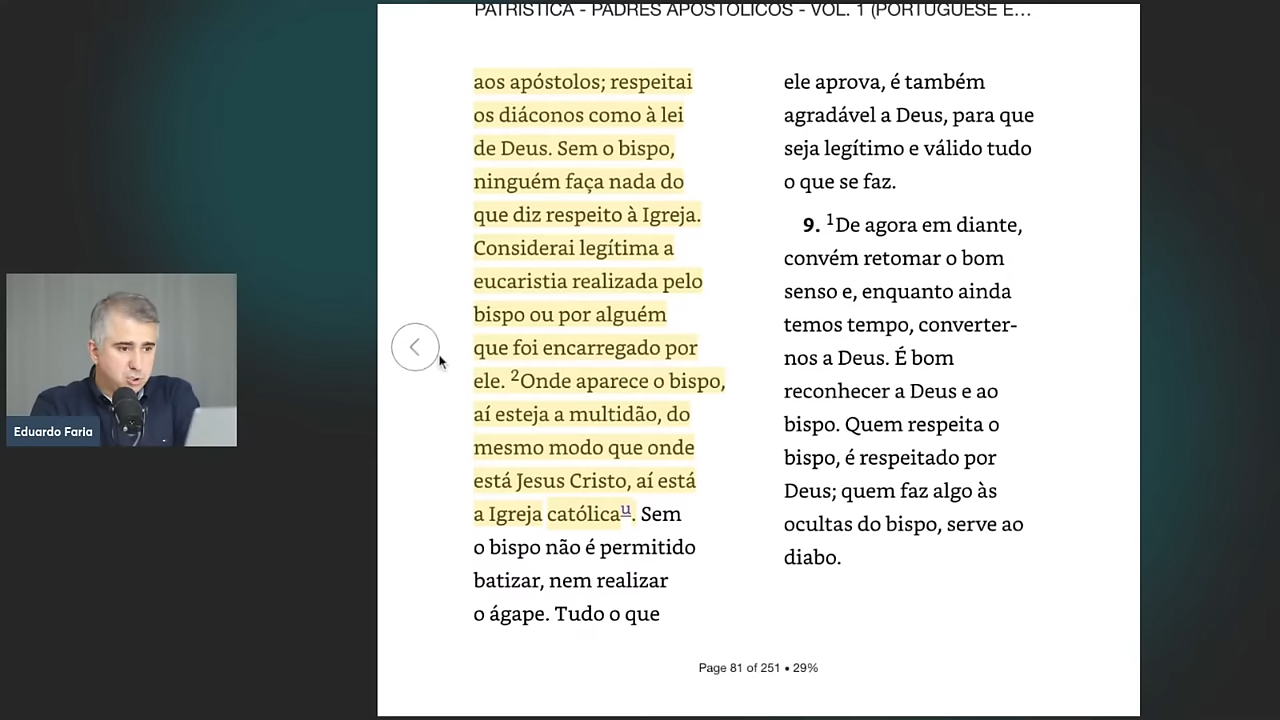 PATRÍSTICA - PADRES APOSTÓLICOS - VOL. 1 (PORTUGUESE E...
aos apóstolos; respeitai
os diáconos como à lei
de Deus. Sem o bispo,
ninguém faça nada do
que diz respeito à Igreja.
Considerai legítima a
eucaristia realizada pelo
bispo ou por alguém
que foi encarregado por
ele. ²Onde aparece o bispo,
aí esteja a multidão, do
mesmo modo que onde
está Jesus Cristo, aí está
a Igreja católicaᵘ. Sem
o bispo não é permitido
batizar, nem realizar
o ágape. Tudo o que
ele aprova, é também
agradável a Deus, para que
seja legítimo e válido tudo
o que se faz.
9. ¹De agora em diante,
convém retomar o bom
senso e, enquanto ainda
temos tempo, converter-
nos a Deus. É bom
reconhecer a Deus e ao
bispo. Quem respeita o
bispo, é respeitado por
Deus; quem faz algo às
ocultas do bispo, serve ao
diabo.
Page 81 of 251 • 29%
Eduardo Faria